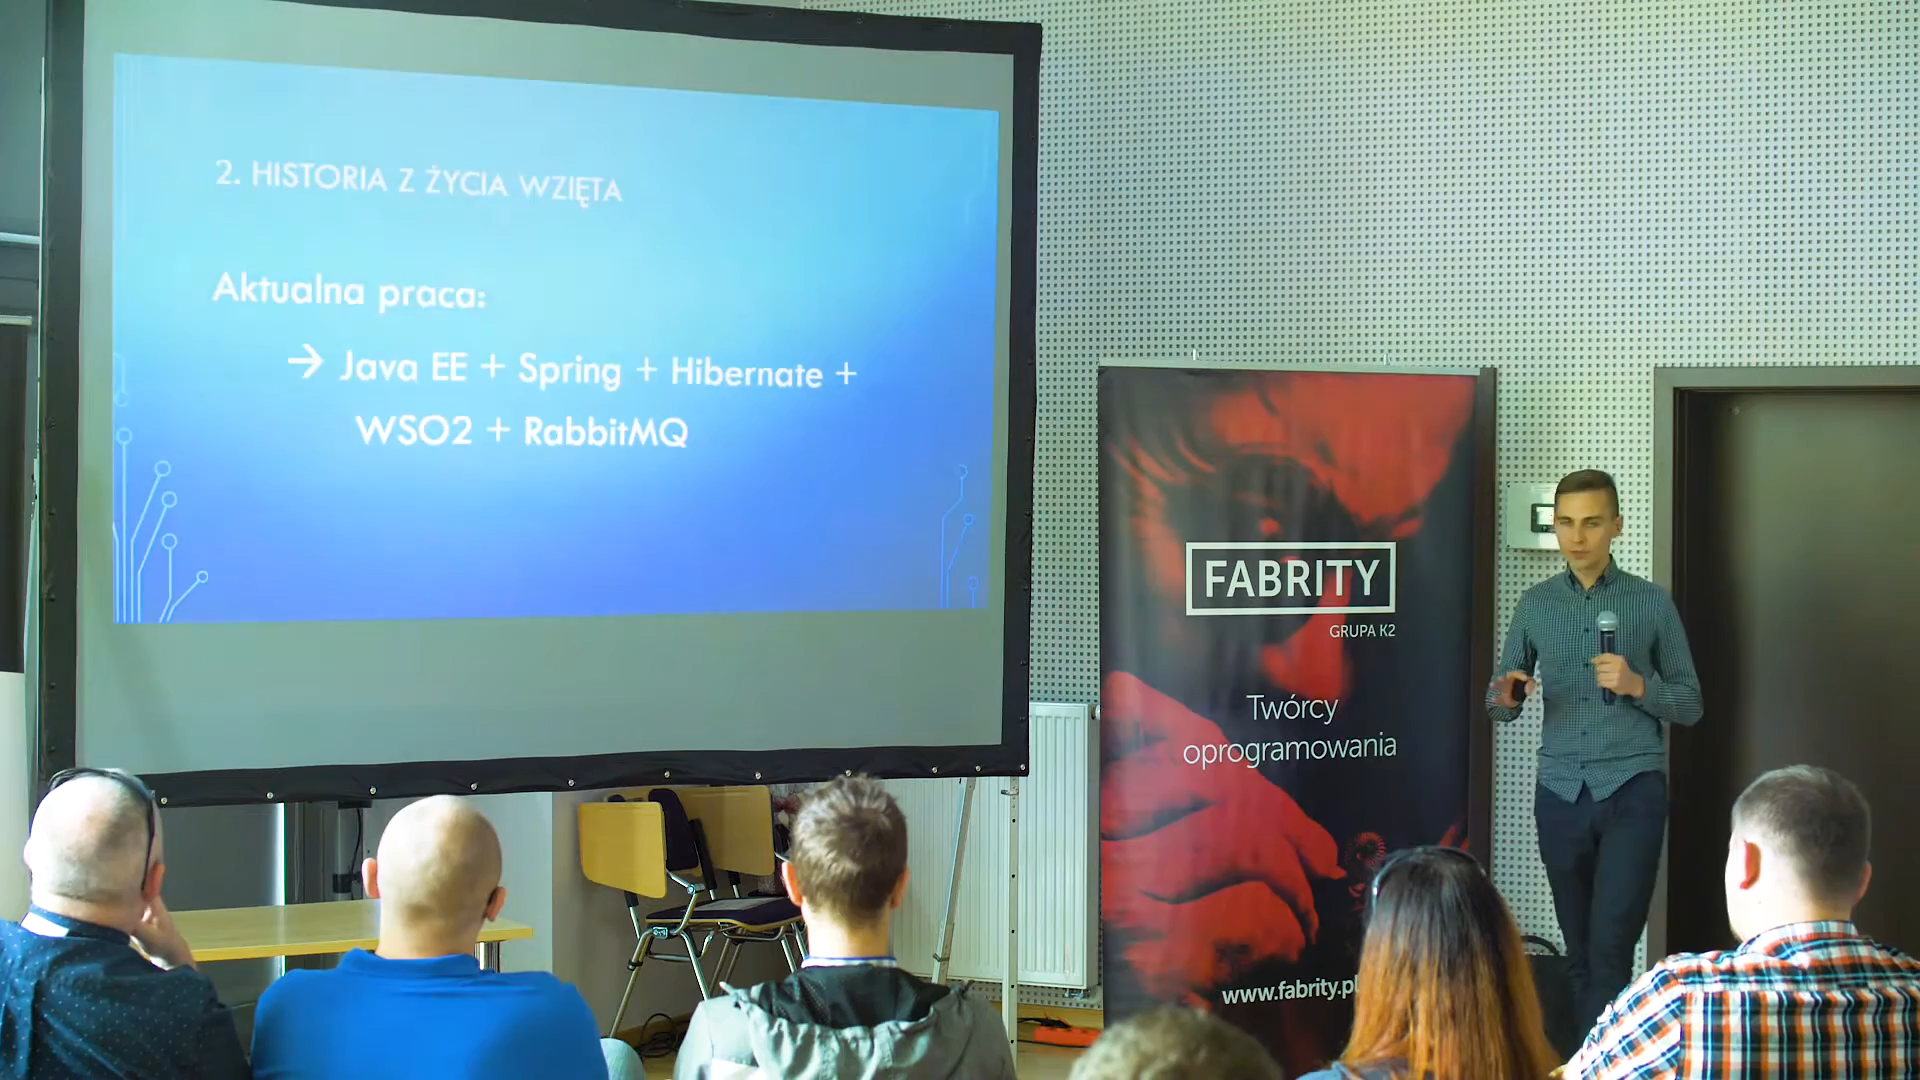 2. HISTORIA Z ŻYCIA WZIĘTA
Aktualna praca:
→ Java EE + Spring + Hibernate +
WSO2 + RabbitMQ
FABRITY
GRUPA K2
Twórcy
oprogramowania
www.fabrity.pl